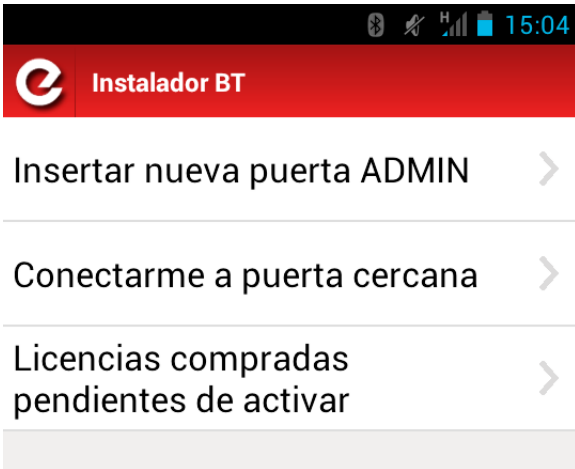 H 15:04
e Instalador BT
Insertar nueva puerta ADMIN
Conectarme a puerta cercana
Licencias compradas
pendientes de activar